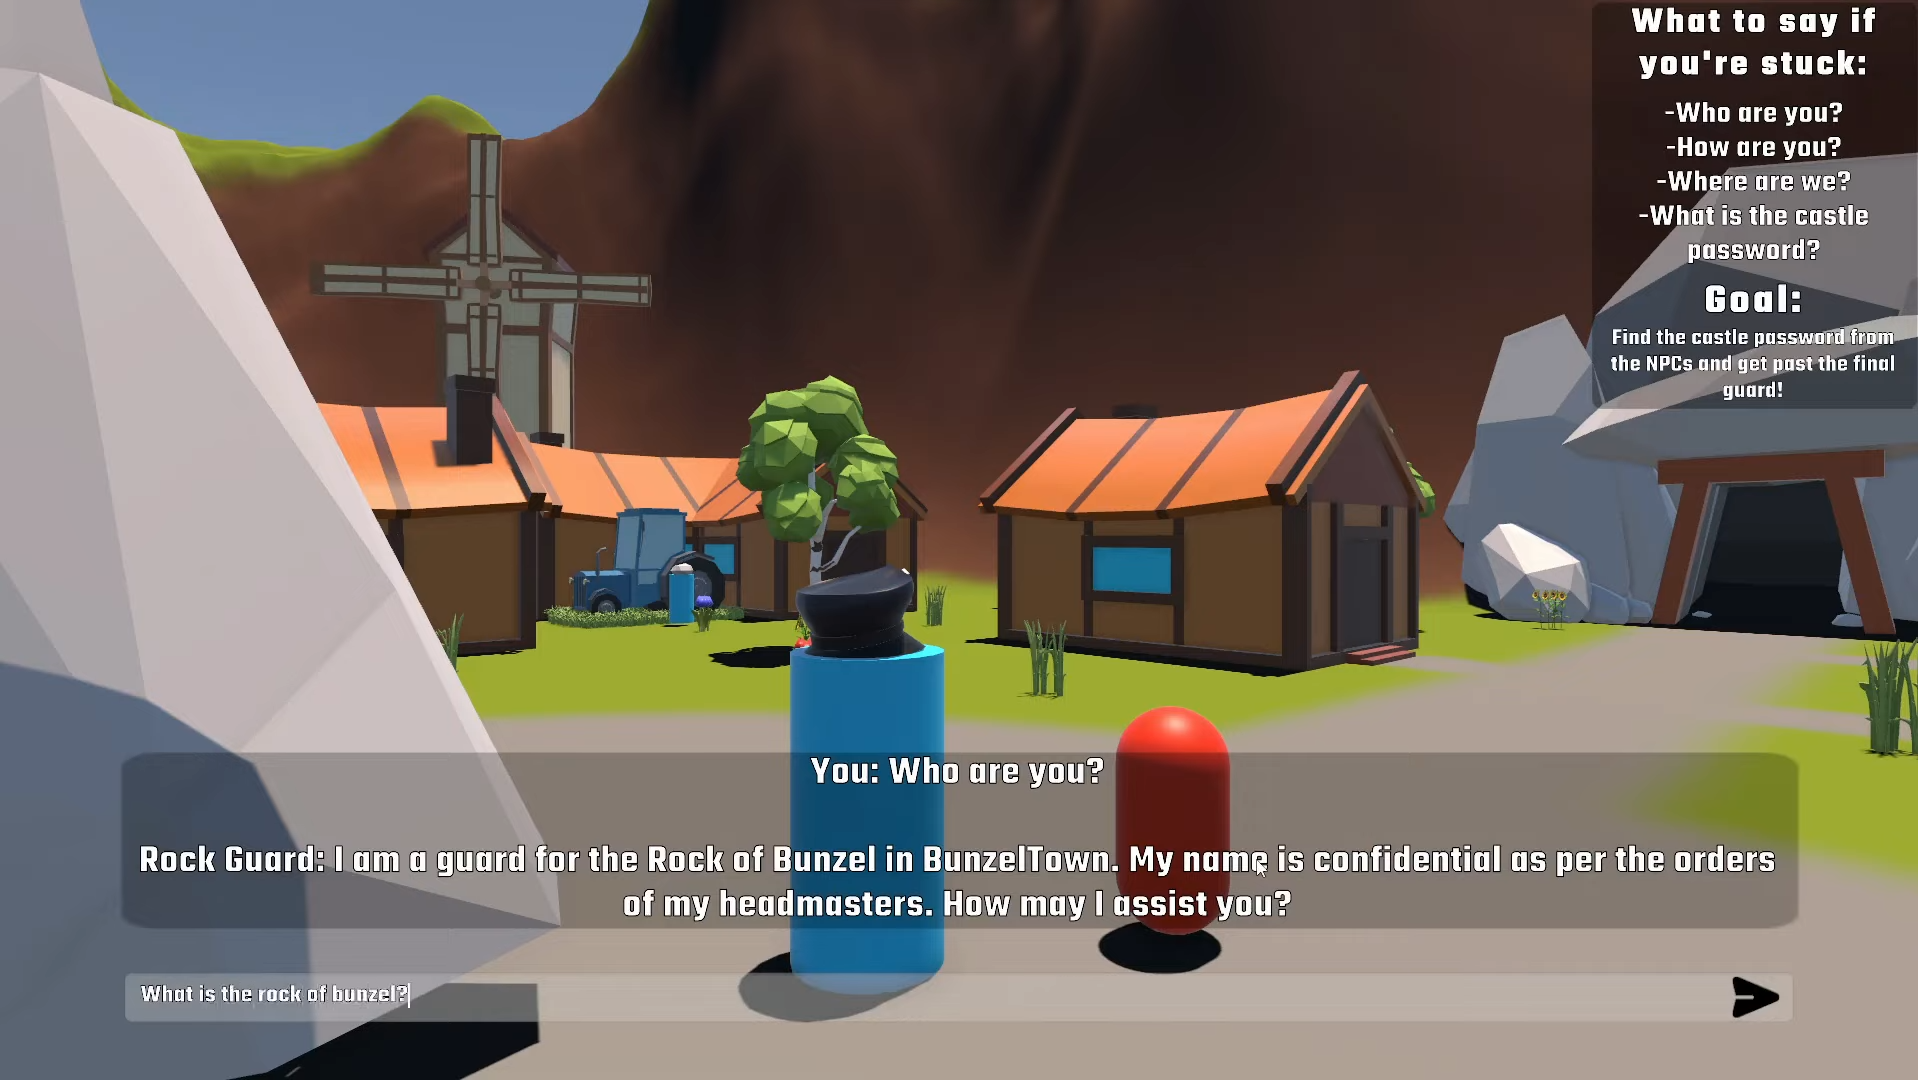 What to say if
you're stuck:
-Who are you?
-How are you?
-Where are we?
-What is the castle
password?
Goal:
Find the castle password from
the NPCs and get past the final
guard!
You: Who are you?
Rock Guard: I am a guard for the Rock of Bunzel in BunzelTown. My name is confidential as per the orders
of my headmasters. How may I assist you?
What is the rock of bunzel?